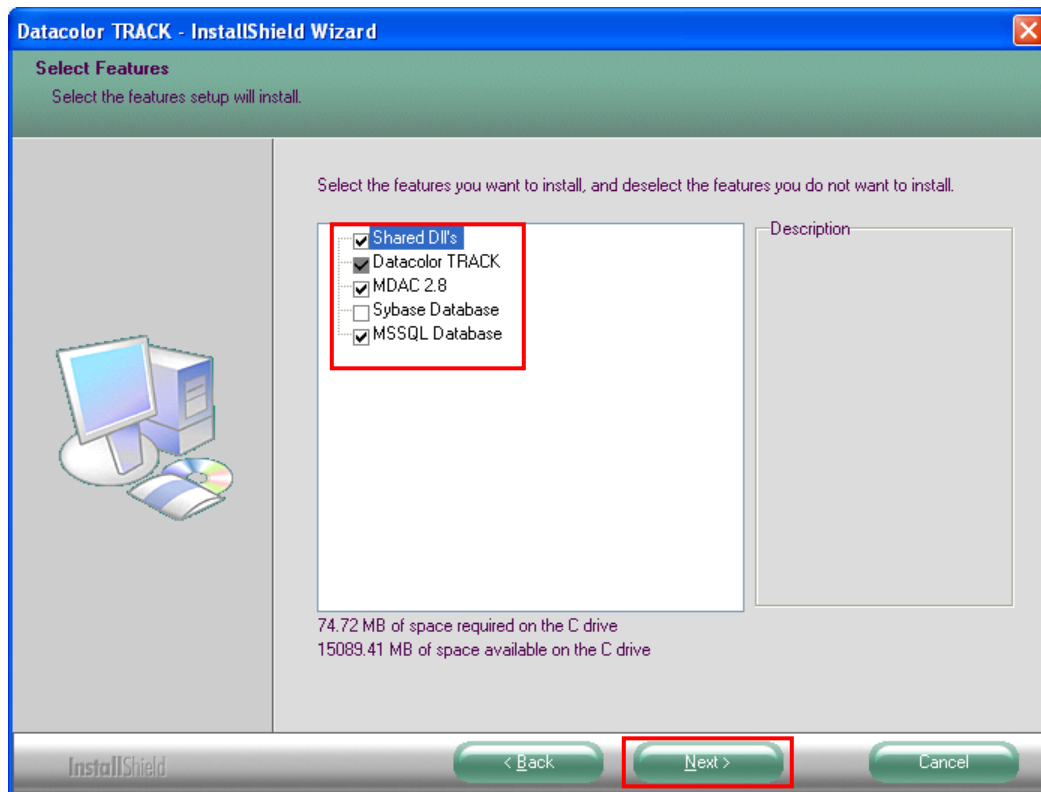 Datacolor TRACK - InstallShield Wizard
Select Features
Select the features setup will install.
Select the features you want to install, and deselect the features you do not want to install.
Shared Dll's
Datacolor TRACK
MDAC 2.8
Sybase Database
MSSQL Database
Description
74.72 MB of space required on the C drive
15089.41 MB of space available on the C drive
InstallShield
< Back
Next >
Cancel